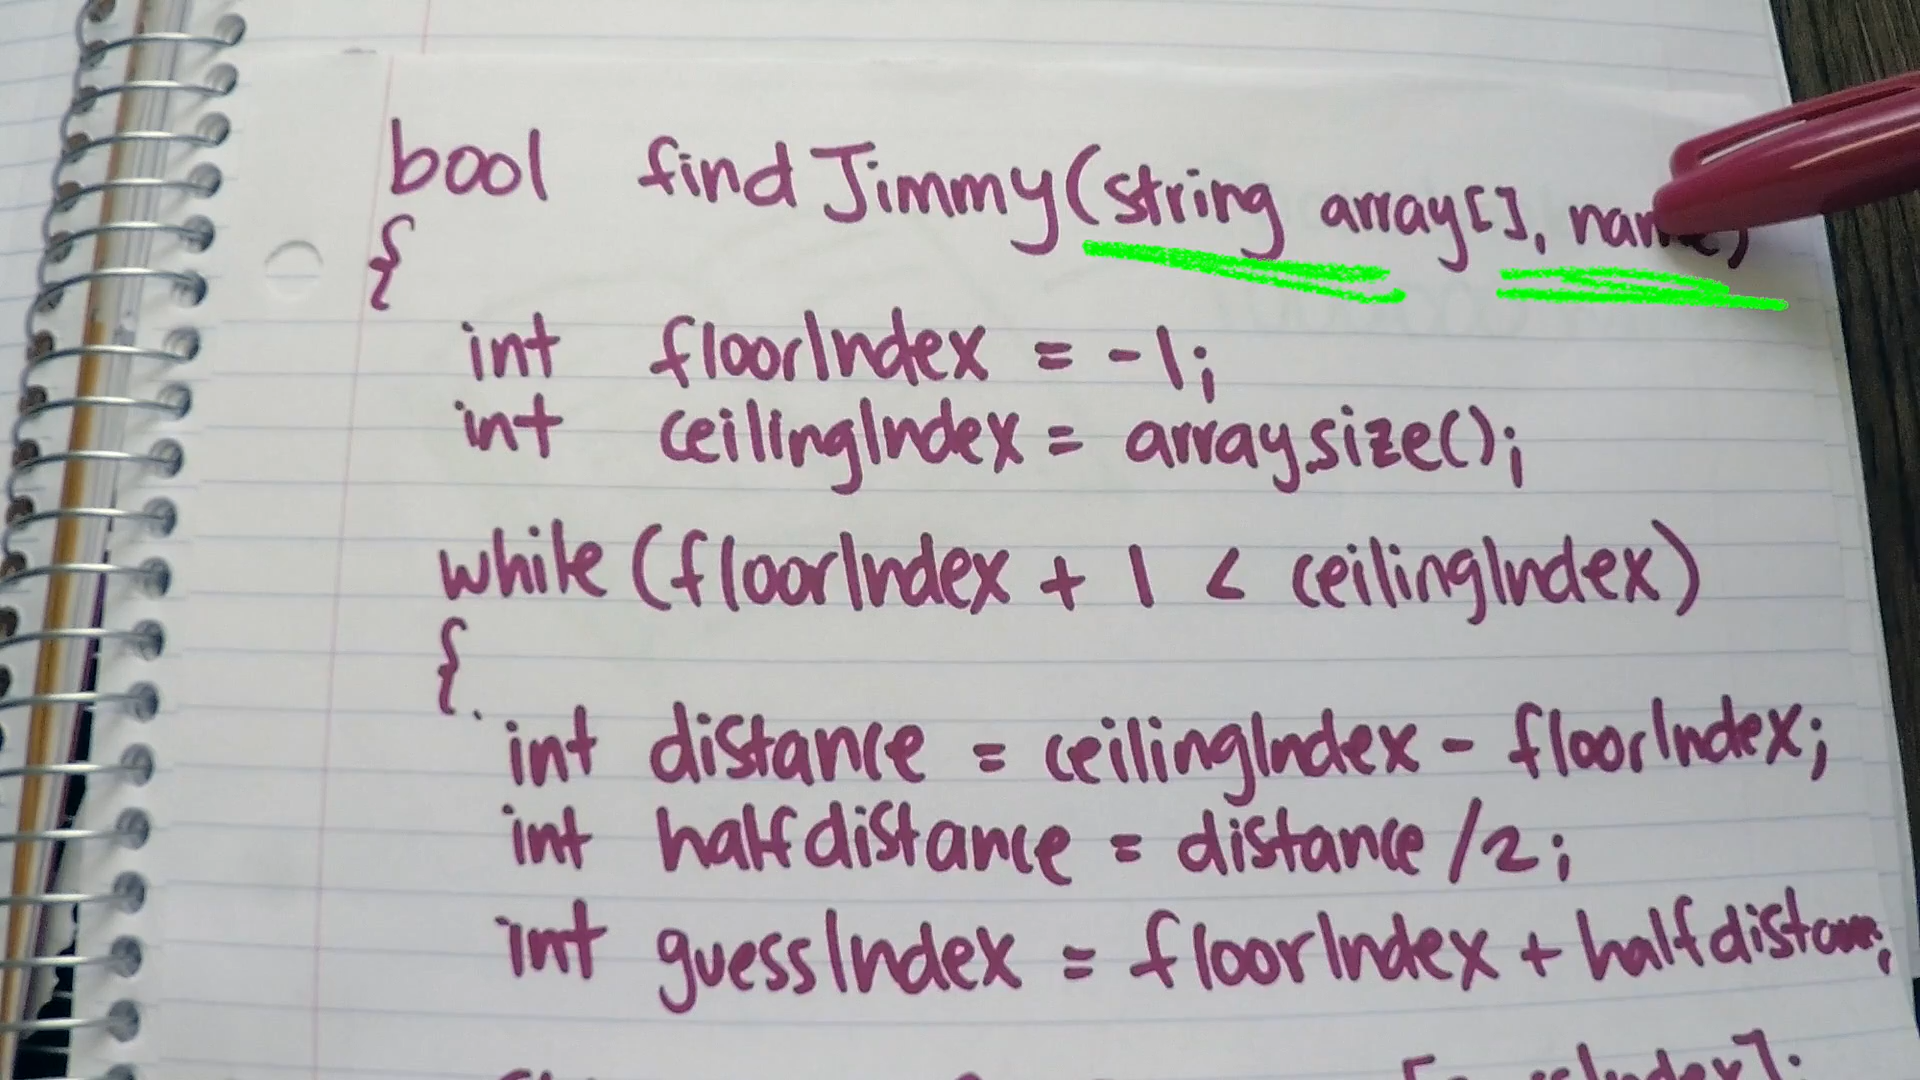 bool findJimmy(string array[], name)
{
int floorIndex = -1;
int ceilingIndex = array.size();
while (floorIndex + 1 < ceilingIndex)
{
int distance = ceilingIndex - floorIndex;
int halfdistance = distance /2;
int guessIndex = floorIndex + halfdistance;